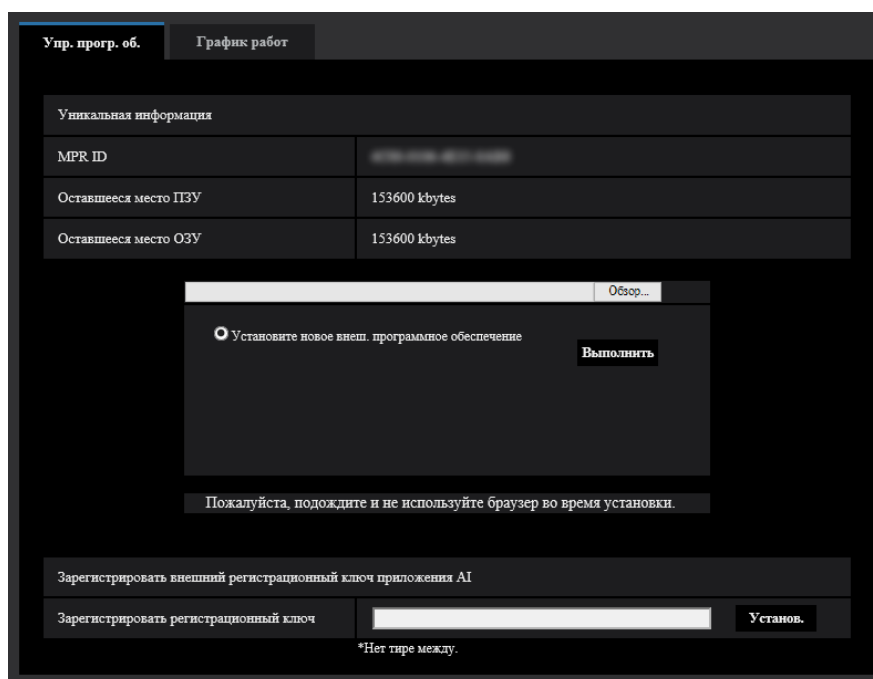 Упр. прогр. об. График работ
Уникальная информация
MPR ID
Оставшееся место ПЗУ 153600 kbytes
Оставшееся место ОЗУ 153600 kbytes
Обзор...
Установите новое внеш. программное обеспечение
Выполнить
Пожалуйста, подождите и не используйте браузер во время установки.
Зарегистрировать внешний регистрационный ключ приложения AI
Зарегистрировать регистрационный ключ Установ.
*Нет тире между.